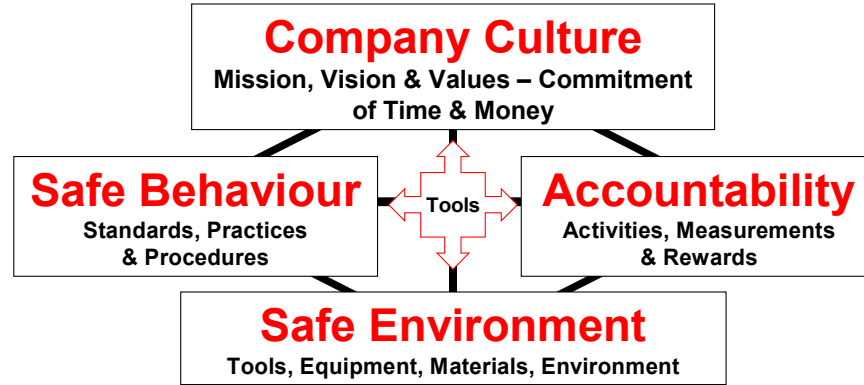 Company Culture
Mission, Vision & Values – Commitment
of Time & Money
Safe Behaviour
Standards, Practices
& Procedures
Tools
Accountability
Activities, Measurements
& Rewards
Safe Environment
Tools, Equipment, Materials, Environment